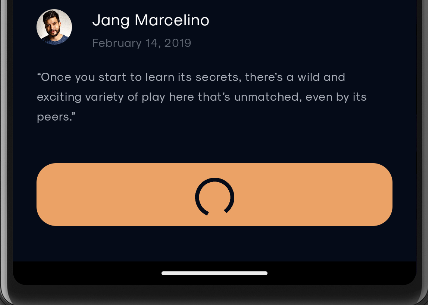 Jang Marcelino
February 14, 2019
“Once you start to learn its secrets, there’s a wild and
exciting variety of play here that’s unmatched, even by its
peers.”